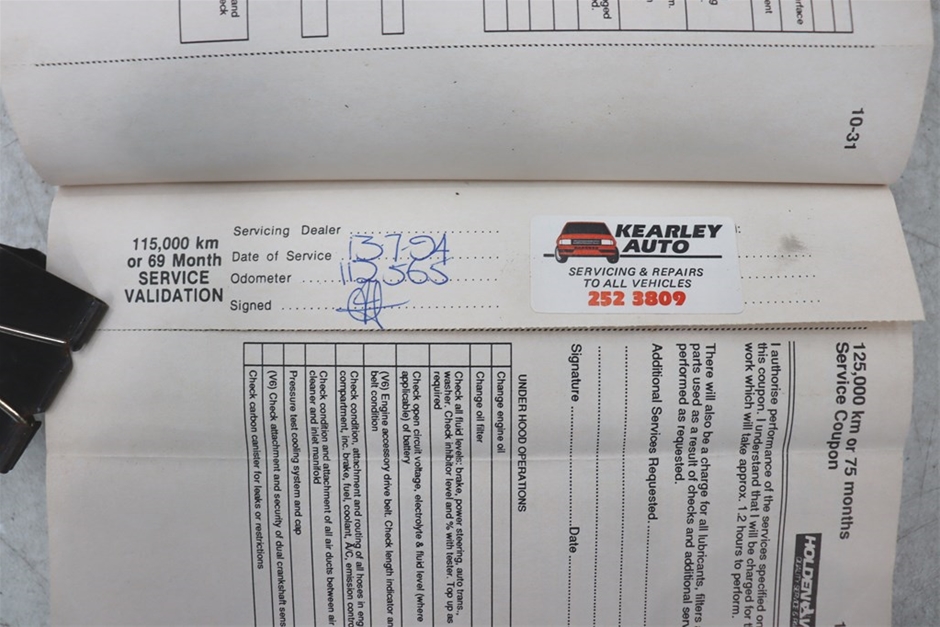 and
eck
ged
d.
m.
g
ent
rface
10-31
115,000 km
or 69 Month
SERVICE
VALIDATION
Servicing Dealer
Date of Service 13-7-94
Odometer 112565
Signed
KEARLEY
AUTO
SERVICING & REPAIRS
TO ALL VEHICLES
252 3809
125,000 km or 75 months
Service Coupon
I authorise performance of the services specified on
this coupon. I understand that I will be charged for t
work which will take approx. 1.2 hours to perform.
There will also be a charge for all lubricants, filters a
parts used as a result of checks and additional serv
performed as requested.
Additional Services Requested
Signature Date
UNDER HOOD OPERATIONS
Change engine oil
Change oil filter
Check all fluid levels: brake, power steering, auto trans.,
washer. Check inhibitor level and % with tester. Top up as
required
Check open circuit voltage, electrolyte & fluid level (where
applicable) of battery
(V6) Engine accessory drive belt. Check length indicator an
belt condition
Check condition, attachment and routing of all hoses in eng
compartment, inc. brake, fuel, coolant, A/C, emission contro
Check condition and attachment of all air ducts between air
cleaner and inlet manifold
Pressure test cooling system and cap
(V6) Check attachment and security of dual crankshaft sens
Check carbon canister for leaks or restrictions